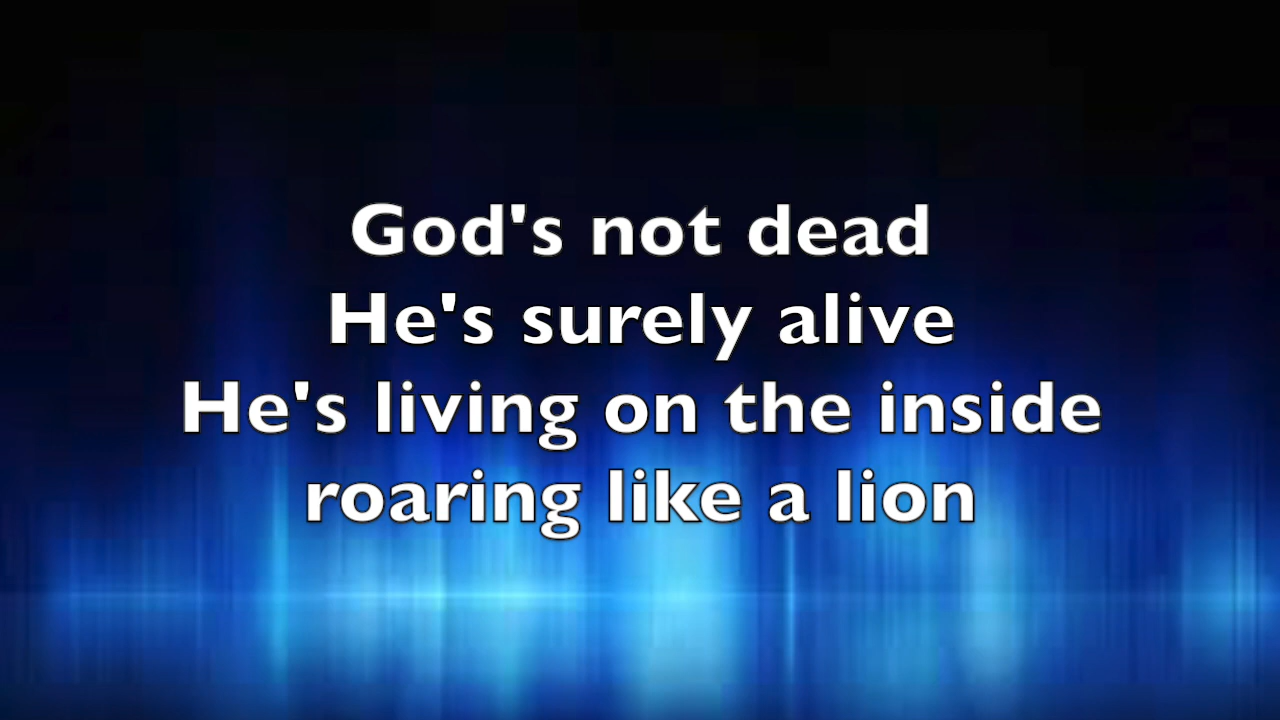 God's not dead
He's surely alive
He's living on the inside
roaring like a lion